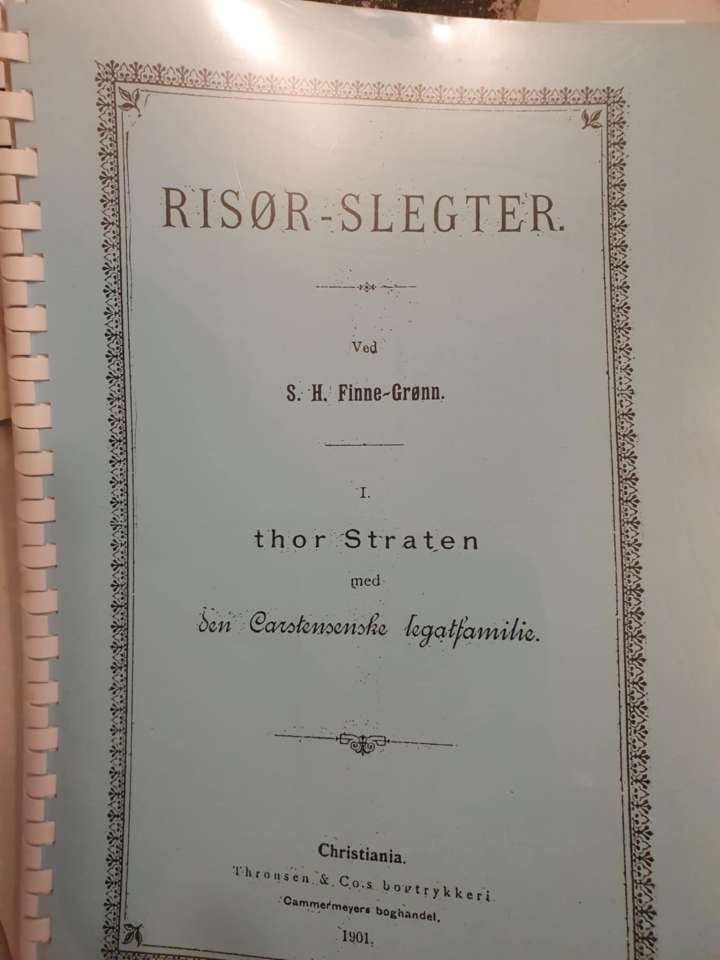 RISØR-SLEGTER.
Ved
S. H. Finne-Grønn.
I.
thor Straten
med
den Carstensenske legatfamilie.
Christiania.
Thronsen & Co.s bogtrykkeri
Cammermeyers boghandel.
1901.